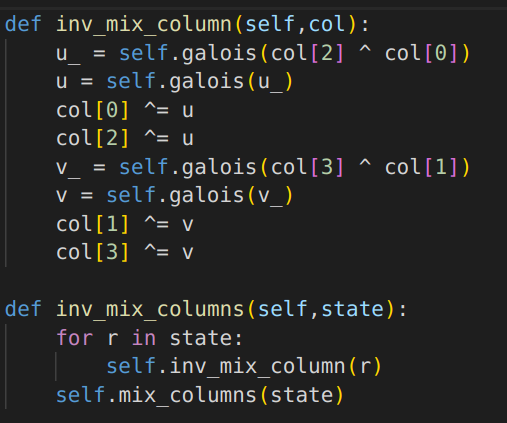 def inv_mix_column(self,col):
    u_ = self.galois(col[2] ^ col[0])
    u = self.galois(u_)
    col[0] ^= u
    col[2] ^= u
    v_ = self.galois(col[3] ^ col[1])
    v = self.galois(v_)
    col[1] ^= v
    col[3] ^= v

def inv_mix_columns(self,state):
    for r in state:
        self.inv_mix_column(r)
    self.mix_columns(state)